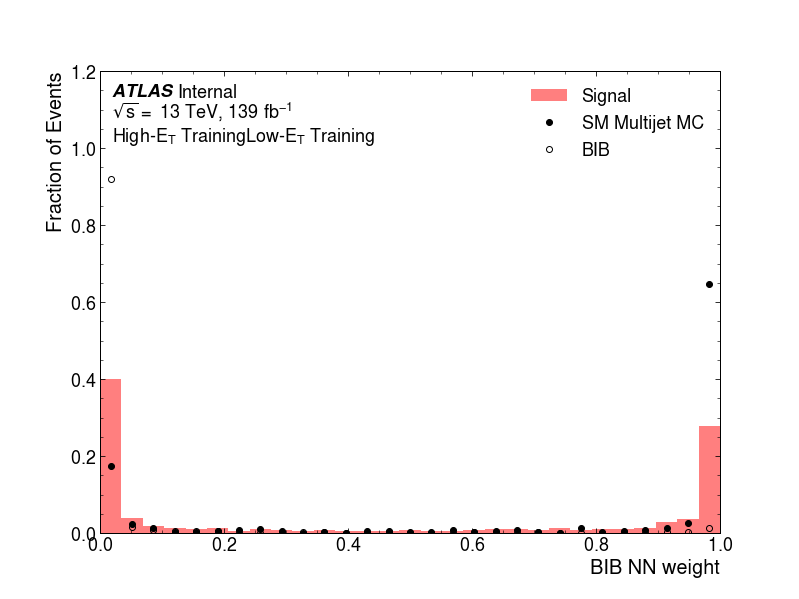 Fraction of Events
1.2
1.0
0.8
0.6
0.4
0.2
0.0
ATLAS Internal
√s = 13 TeV, 139 fb⁻¹
High-E_T TrainingLow-E_T Training
Signal
SM Multijet MC
BIB
0.0 0.2 0.4 0.6 0.8 1.0
BIB NN weight